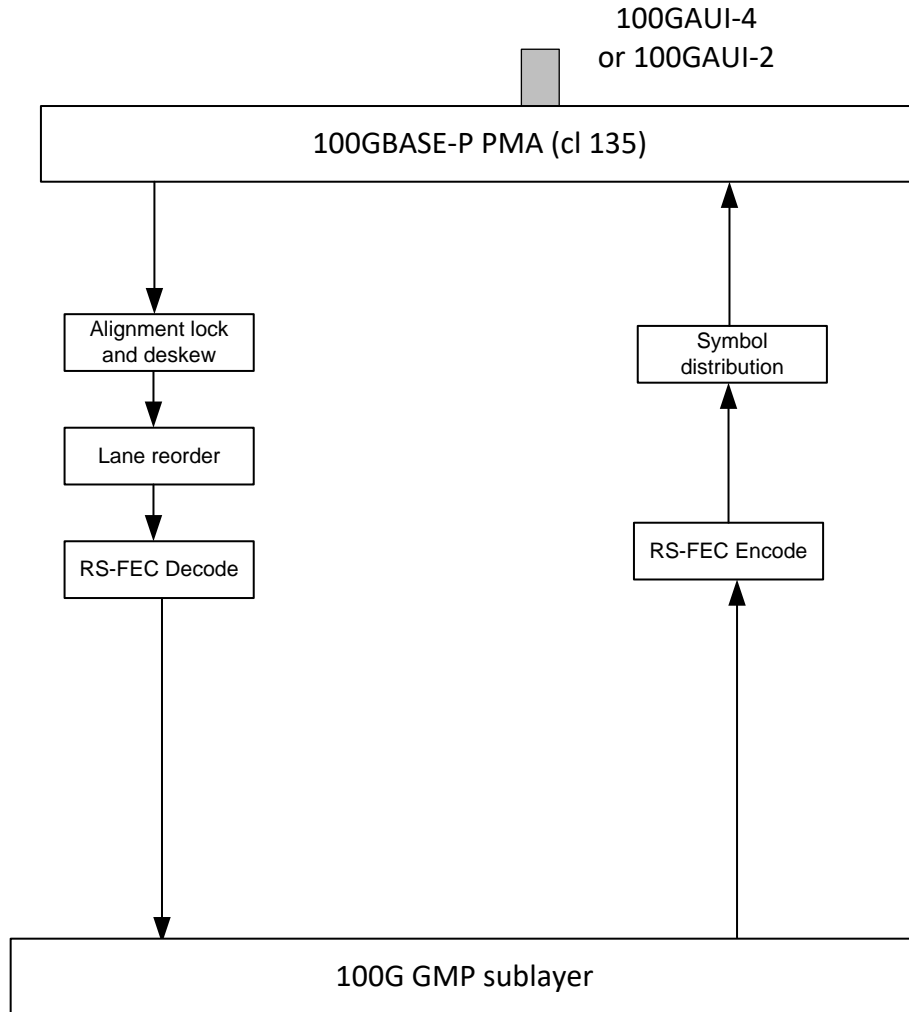 100GAUI-4
or 100GAUI-2
100GBASE-P PMA (cl 135)
Alignment lock
and deskew
Symbol
distribution
Lane reorder
RS-FEC Decode
RS-FEC Encode
100G GMP sublayer